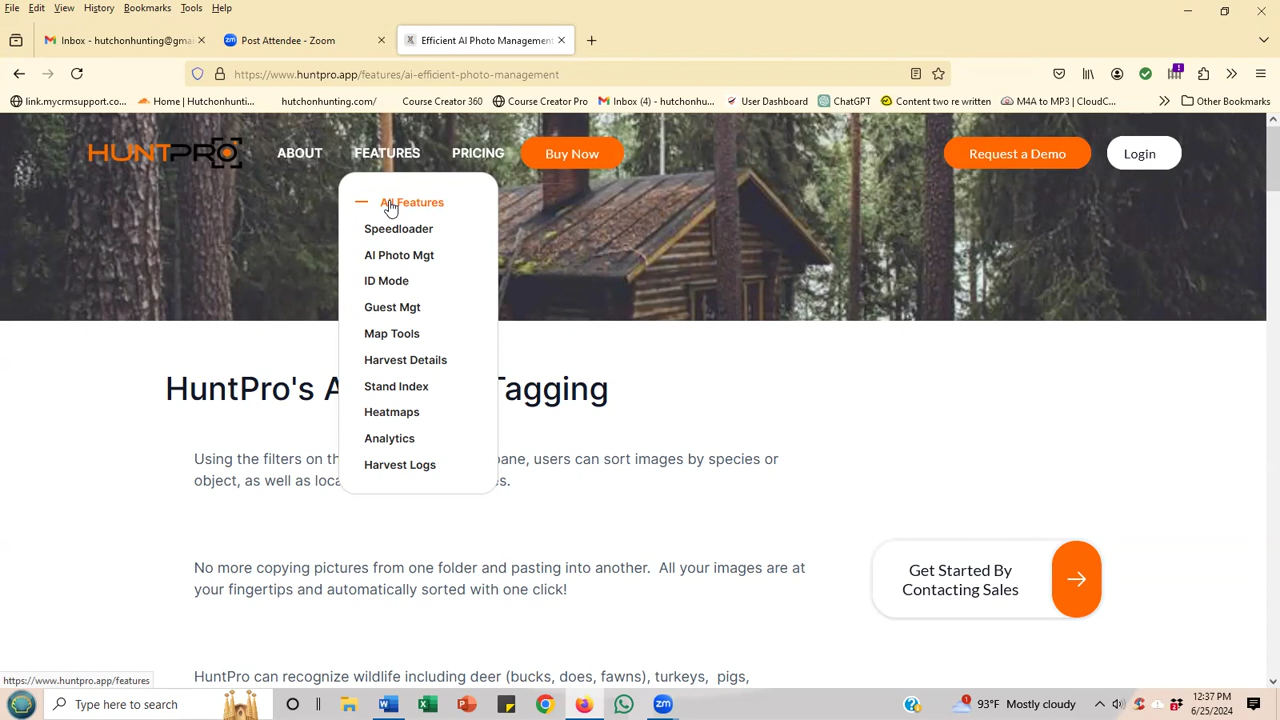 File Edit View History Bookmarks Tools Help
Inbox - hutchonhunting@gma
Post Attendee - Zoom
Efficient AI Photo Management
https://www.huntpro.app/features/ai-efficient-photo-management
link.mycrmsupport.co...
Home | Hutchonhunti...
hutchonhunting.com/
Course Creator 360
Course Creator Pro
Inbox (4) - hutchonhu...
User Dashboard
ChatGPT
Content two re written
M4A to MP3 | CloudC...
Other Bookmarks
HUNTPRO
ABOUT
FEATURES
PRICING
Buy Now
Request a Demo
Login
Features
Speedloader
AI Photo Mgt
ID Mode
Guest Mgt
Map Tools
Harvest Details
Stand Index
Heatmaps
Analytics
Harvest Logs
HuntPro's A Tagging
Using the filters on th pane, users can sort images by species or
object, as well as loca s.
No more copying pictures from one folder and pasting into another. All your images are at
your fingertips and automatically sorted with one click!
Get Started By
Contacting Sales
HuntPro can recognize wildlife including deer (bucks, does, fawns), turkeys, pigs,
https://www.huntpro.app/features
Type here to search
93°F Mostly cloudy
12:37 PM
6/25/2024